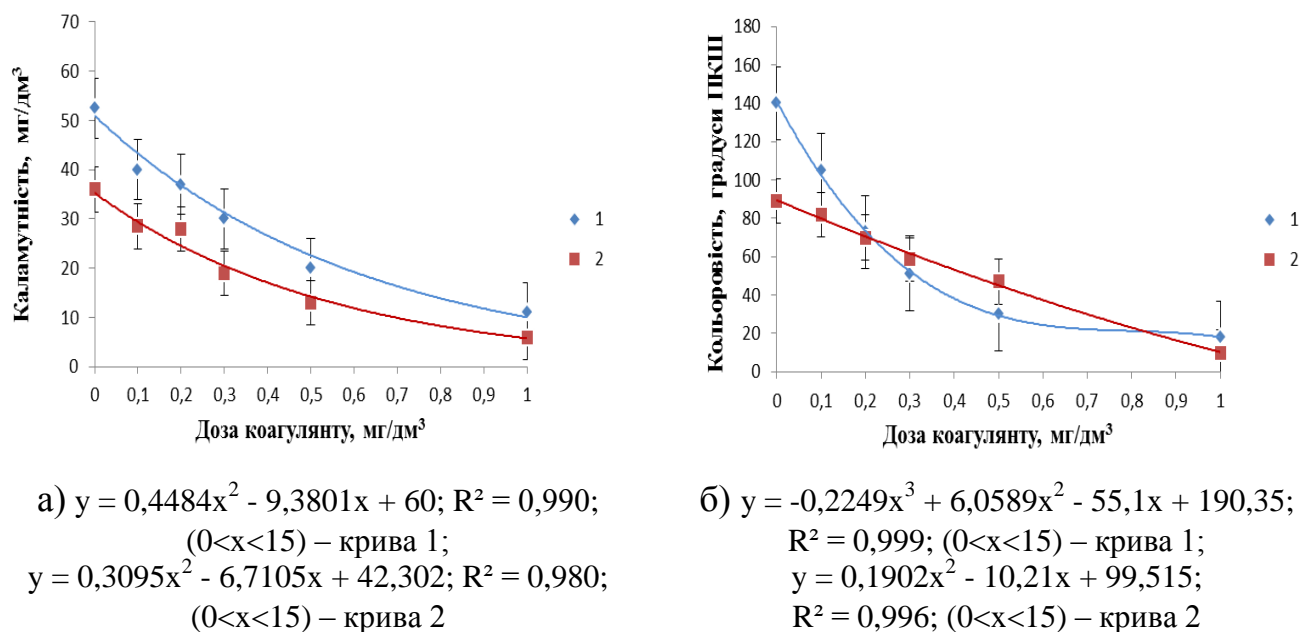 Каламутність, мг/дм³
70
60
50
40
30
20
10
0
0 0,1 0,2 0,3 0,4 0,5 0,6 0,7 0,8 0,9 1
Доза коагулянту, мг/дм³
1
2
Кольоровість, градуси ПКШ
180
160
140
120
100
80
60
40
20
0
0 0,1 0,2 0,3 0,4 0,5 0,6 0,7 0,8 0,9 1
Доза коагулянту, мг/дм³
1
2
а) y = 0,4484x² - 9,3801x + 60; R² = 0,990;
(0<x<15) – крива 1;
y = 0,3095x² - 6,7105x + 42,302; R² = 0,980;
(0<x<15) – крива 2
б) y = -0,2249x³ + 6,0589x² - 55,1x + 190,35;
R² = 0,999; (0<x<15) – крива 1;
y = 0,1902x² - 10,21x + 99,515;
R² = 0,996; (0<x<15) – крива 2